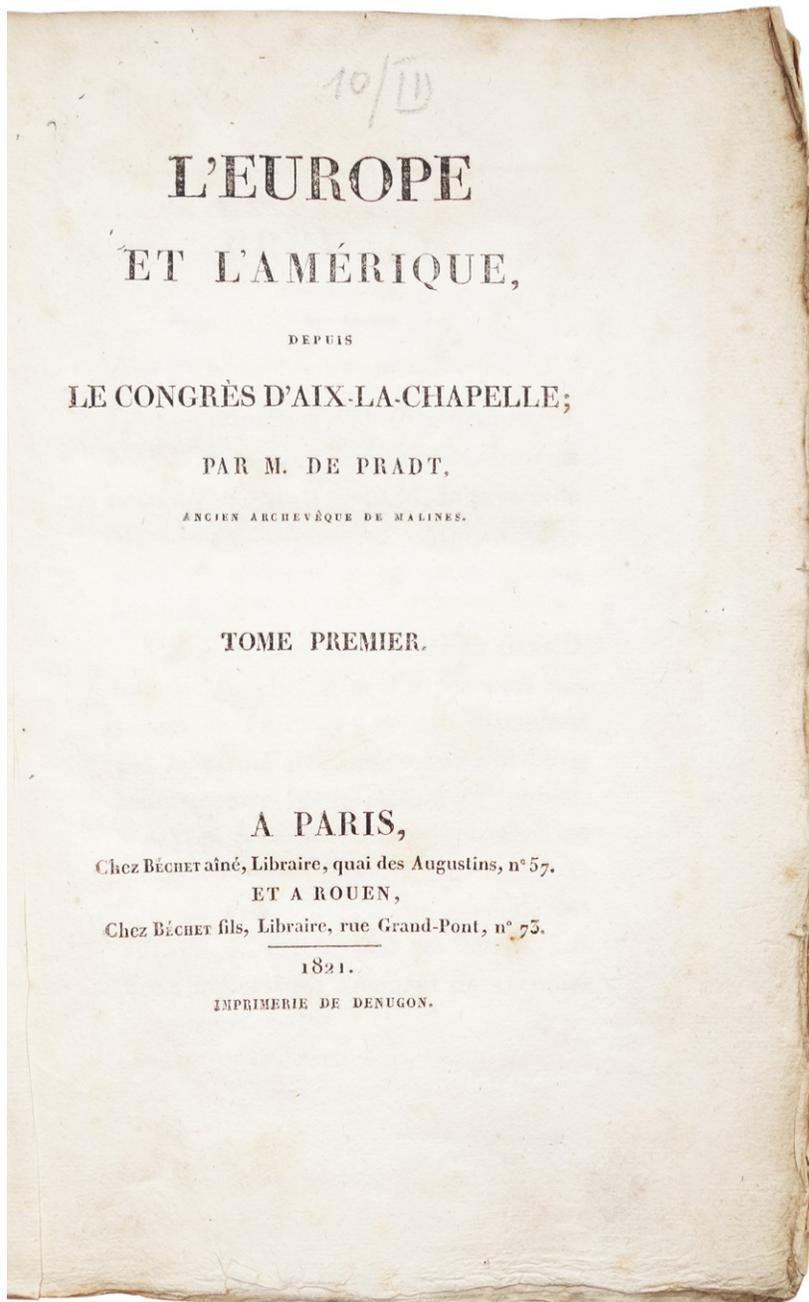 10/III
L'EUROPE
ET L'AMÉRIQUE,
DEPUIS
LE CONGRÈS D'AIX-LA-CHAPELLE;
PAR M. DE PRADT,
ANCIEN ARCHEVÊQUE DE MALINES.
TOME PREMIER.
A PARIS,
Chez BÉCHET aîné, Libraire, quai des Augustins, n° 57.
ET A ROUEN,
Chez BÉCHET fils, Libraire, rue Grand-Pont, n° 73.
1821.
IMPRIMERIE DE DENUGON.